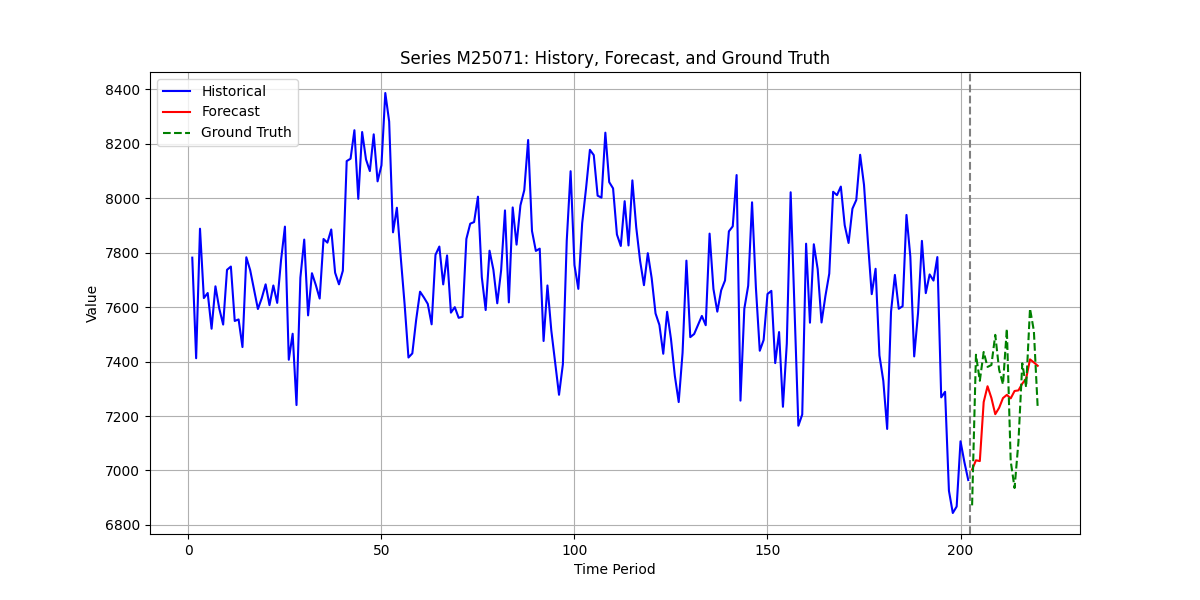 Series M25071: History, Forecast, and Ground Truth
Historical
Forecast
Ground Truth
8400
8200
8000
7800
7600
7400
7200
7000
6800
Value
0
50
100
150
200
Time Period